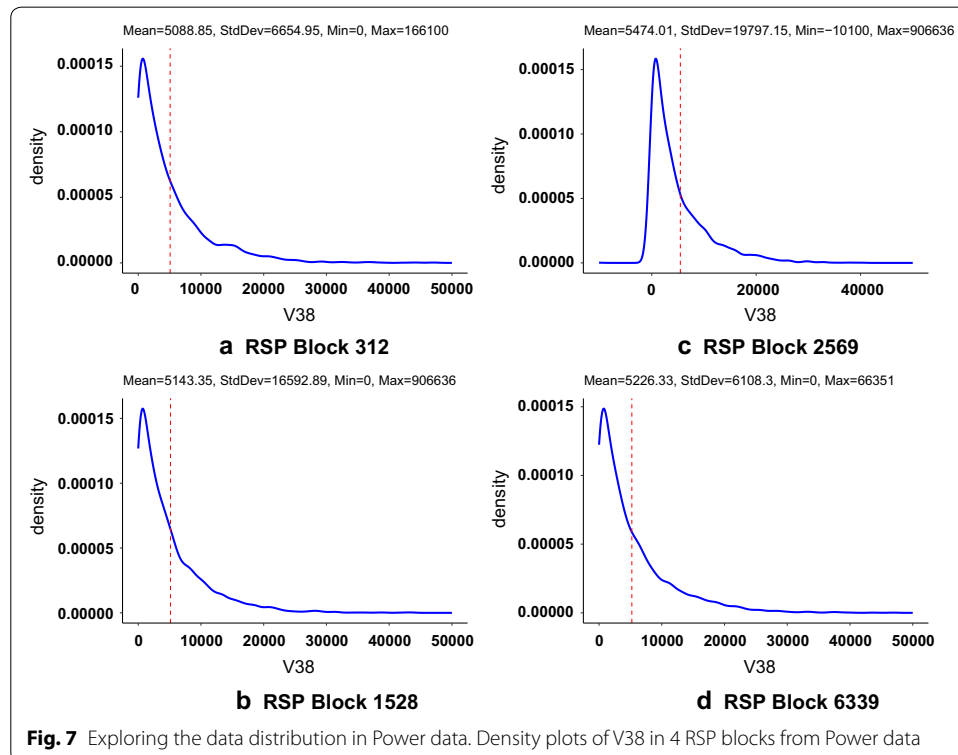 Mean=5088.85, StdDev=6654.95, Min=0, Max=166100
0.00015
0.00010
0.00005
0.00000
density
0 10000 20000 30000 40000 50000
V38
a RSP Block 312
Mean=5474.01, StdDev=19797.15, Min=−10100, Max=906636
0.00015
0.00010
0.00005
0.00000
density
0 20000 40000
V38
c RSP Block 2569
Mean=5143.35, StdDev=16592.89, Min=0, Max=906636
0.00015
0.00010
0.00005
0.00000
density
0 10000 20000 30000 40000 50000
V38
b RSP Block 1528
Mean=5226.33, StdDev=6108.3, Min=0, Max=66351
0.00015
0.00010
0.00005
0.00000
density
0 10000 20000 30000 40000 50000
V38
d RSP Block 6339
Fig. 7 Exploring the data distribution in Power data. Density plots of V38 in 4 RSP blocks from Power data